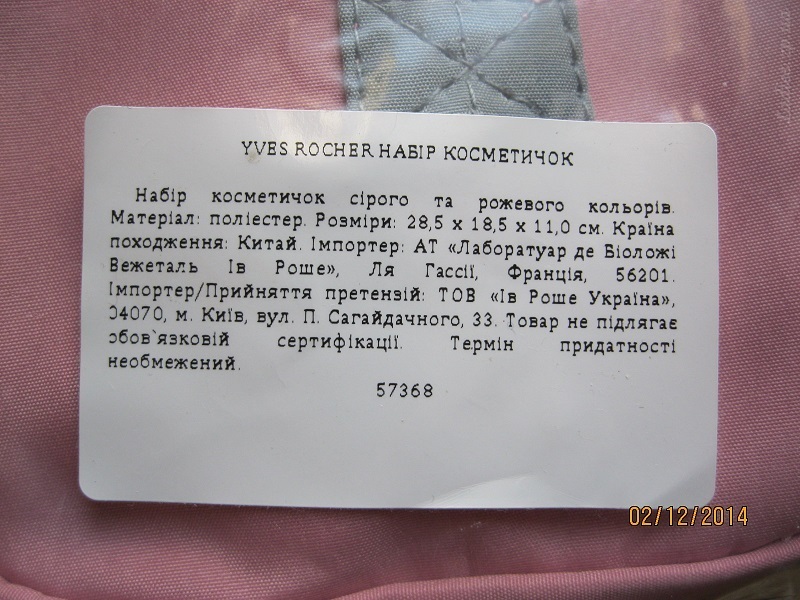 YVES ROCHER НАБІР КОСМЕТИЧОК
Набір косметичок сірого та рожевого кольорів.
Матеріал: поліестер. Розміри: 28,5 x 18,5 x 11,0 см. Країна
походження: Китай. Імпортер: АТ «Лаборатуар де Біоложі
Вежеталь Ів Роше», Ля Гассії, Франція, 56201.
Імпортер/Прийняття претензій: ТОВ «Ів Роше Україна»,
04070, м. Київ, вул. П. Сагайдачного, 33. Товар не підлягає
обов`язковій сертифікації. Термін придатності
необмежений.
57368
02/12/2014